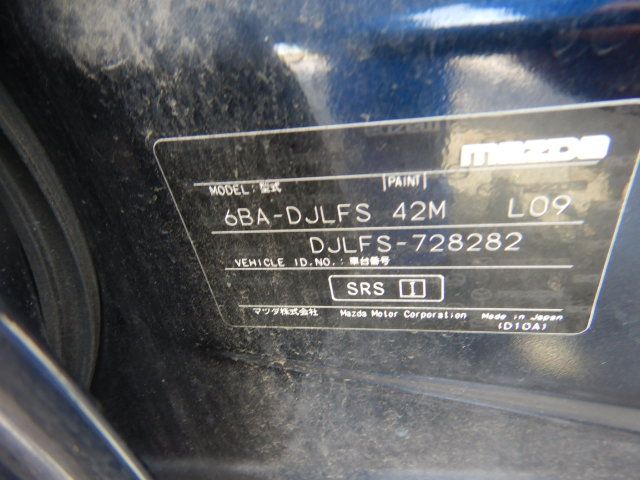 mazda
MODEL: 型式 PAINT
6BA-DJLFS 42M L09
DJLFS-728282
VEHICLE ID.NO.: 車台番号
SRS I
マツダ株式会社 Mazda Motor Corporation Made in Japan
(D10A)